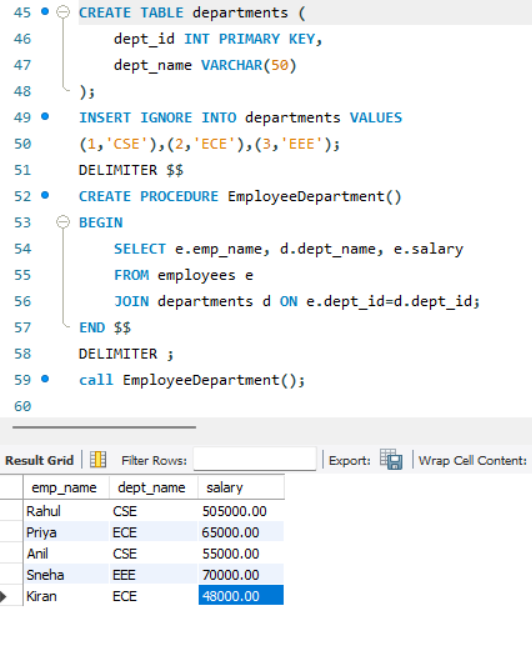 45 CREATE TABLE departments (
46 dept_id INT PRIMARY KEY,
47 dept_name VARCHAR(50)
48 );
49 INSERT IGNORE INTO departments VALUES
50 (1,'CSE'),(2,'ECE'),(3,'EEE');
51 DELIMITER $$
52 CREATE PROCEDURE EmployeeDepartment()
53 BEGIN
54 SELECT e.emp_name, d.dept_name, e.salary
55 FROM employees e
56 JOIN departments d ON e.dept_id=d.dept_id;
57 END $$
58 DELIMITER ;
59 call EmployeeDepartment();
60
Result Grid Filter Rows: Export: Wrap Cell Content:
emp_name dept_name salary
Rahul CSE 505000.00
Priya ECE 65000.00
Anil CSE 55000.00
Sneha EEE 70000.00
Kiran ECE 48000.00